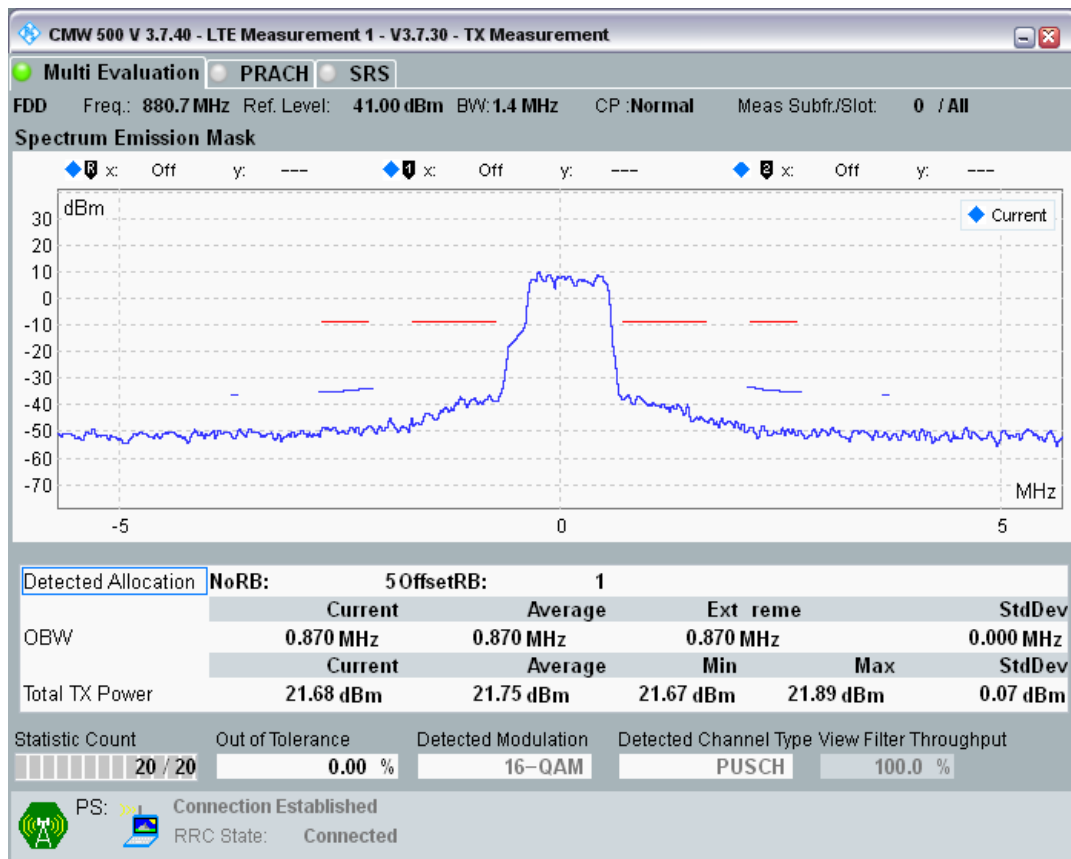 CMW 500 V 3.7.40 - LTE Measurement 1 - V3.7.30 - TX Measurement
Multi Evaluation PRACH SRS
FDD Freq.: 880.7 MHz Ref. Level: 41.00 dBm BW: 1.4 MHz CP :Normal Meas Subfr./Slot: 0 / All
Spectrum Emission Mask
R x: Off y: --- 1 x: Off y: --- 2 x: Off y: ---
dBm
Current
30
20
10
0
-10
-20
-30
-40
-50
-60
-70
MHz
-5 0 5
Detected Allocation NoRB: 5 OffsetRB: 1
Current Average Ext reme StdDev
OBW 0.870 MHz 0.870 MHz 0.870 MHz 0.000 MHz
Current Average Min Max StdDev
Total TX Power 21.68 dBm 21.75 dBm 21.67 dBm 21.89 dBm 0.07 dBm
Statistic Count Out of Tolerance Detected Modulation Detected Channel Type View Filter Throughput
20 / 20 0.00 % 16-QAM PUSCH 100.0 %
PS: Connection Established
RRC State: Connected